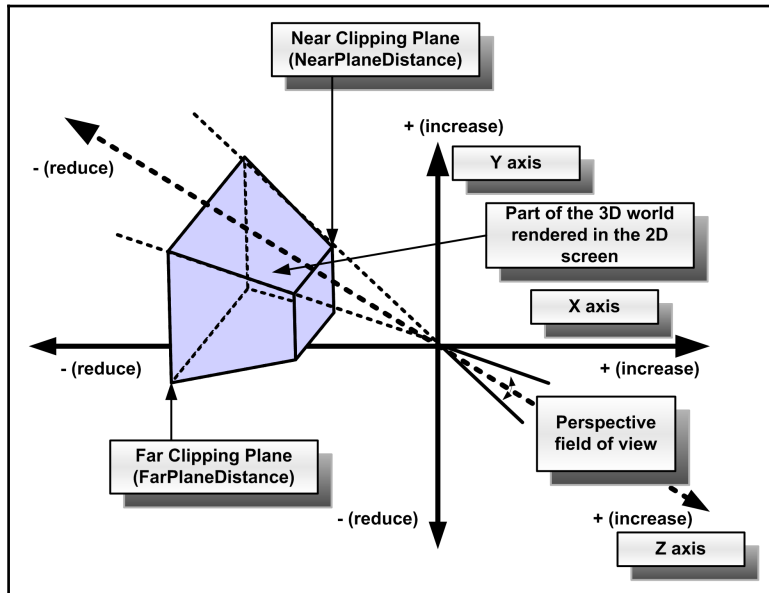 Near Clipping Plane
(NearPlaneDistance)
+ (increase)
Y axis
- (reduce)
Part of the 3D world
rendered in the 2D
screen
X axis
- (reduce)
+ (increase)
Perspective
field of view
Far Clipping Plane
(FarPlaneDistance)
- (reduce)
+ (increase)
Z axis